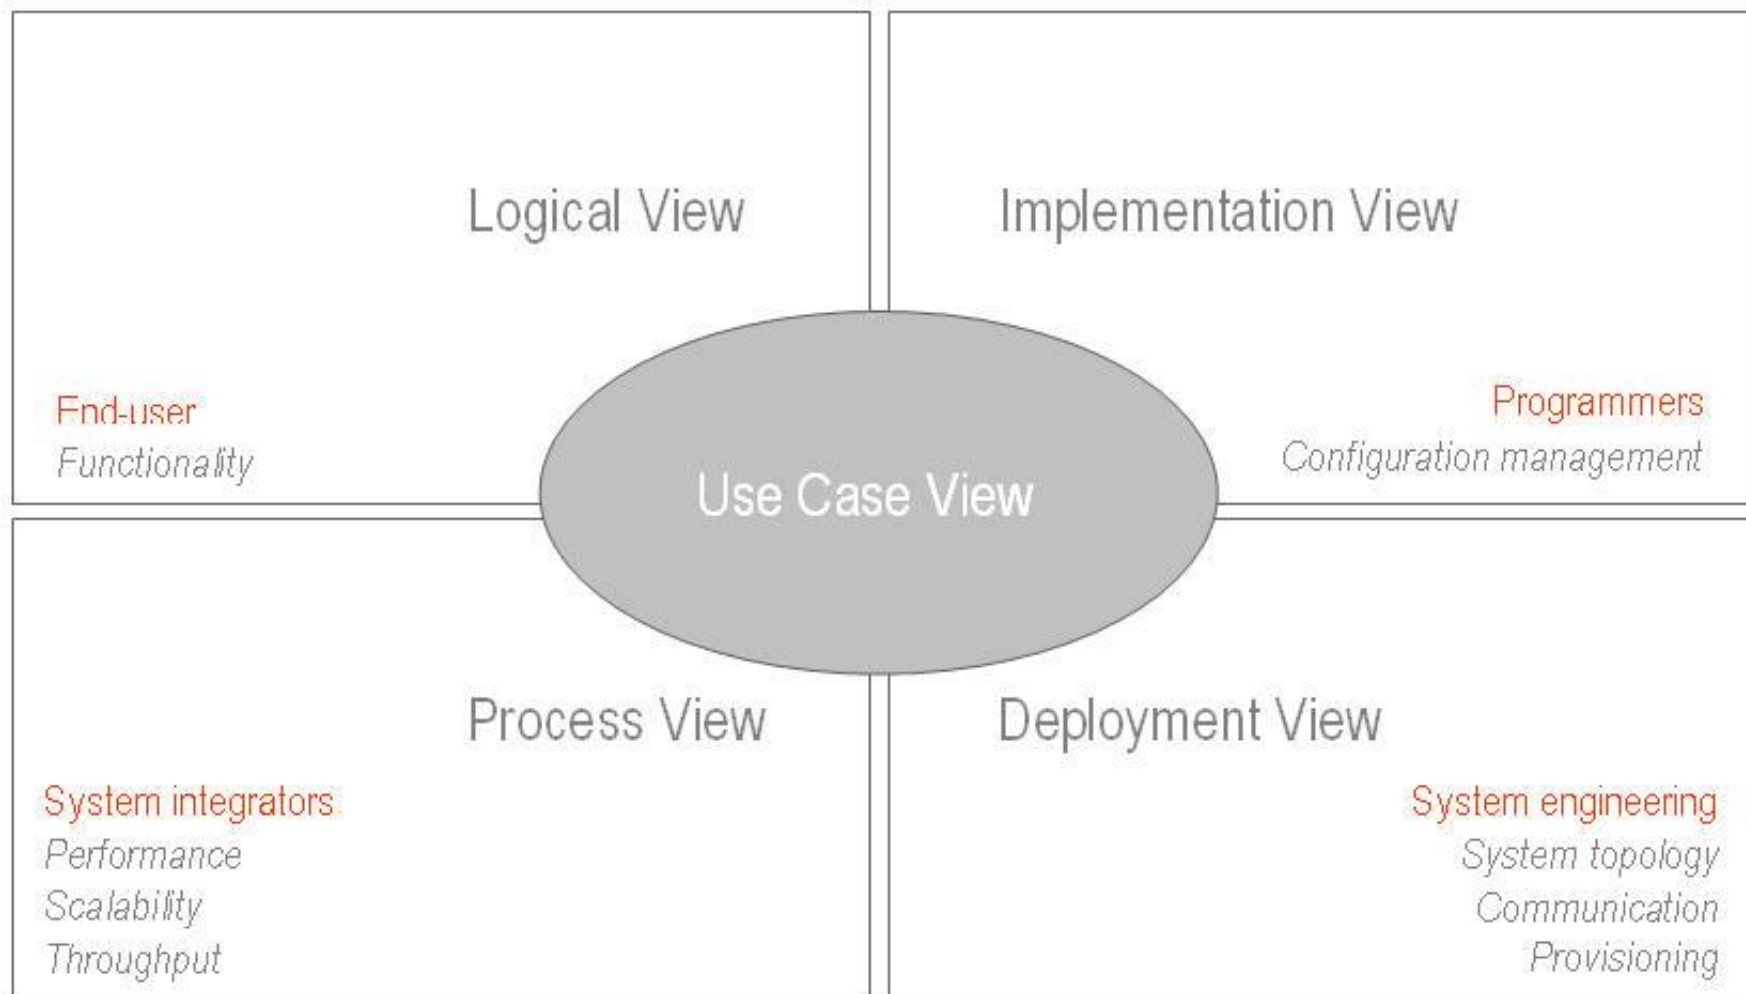 Logical View
End-user
Functionality
Implementation View
Programmers
Configuration management
Use Case View
Process View
System integrators
Performance
Scalability
Throughput
Deployment View
System engineering
System topology
Communication
Provisioning